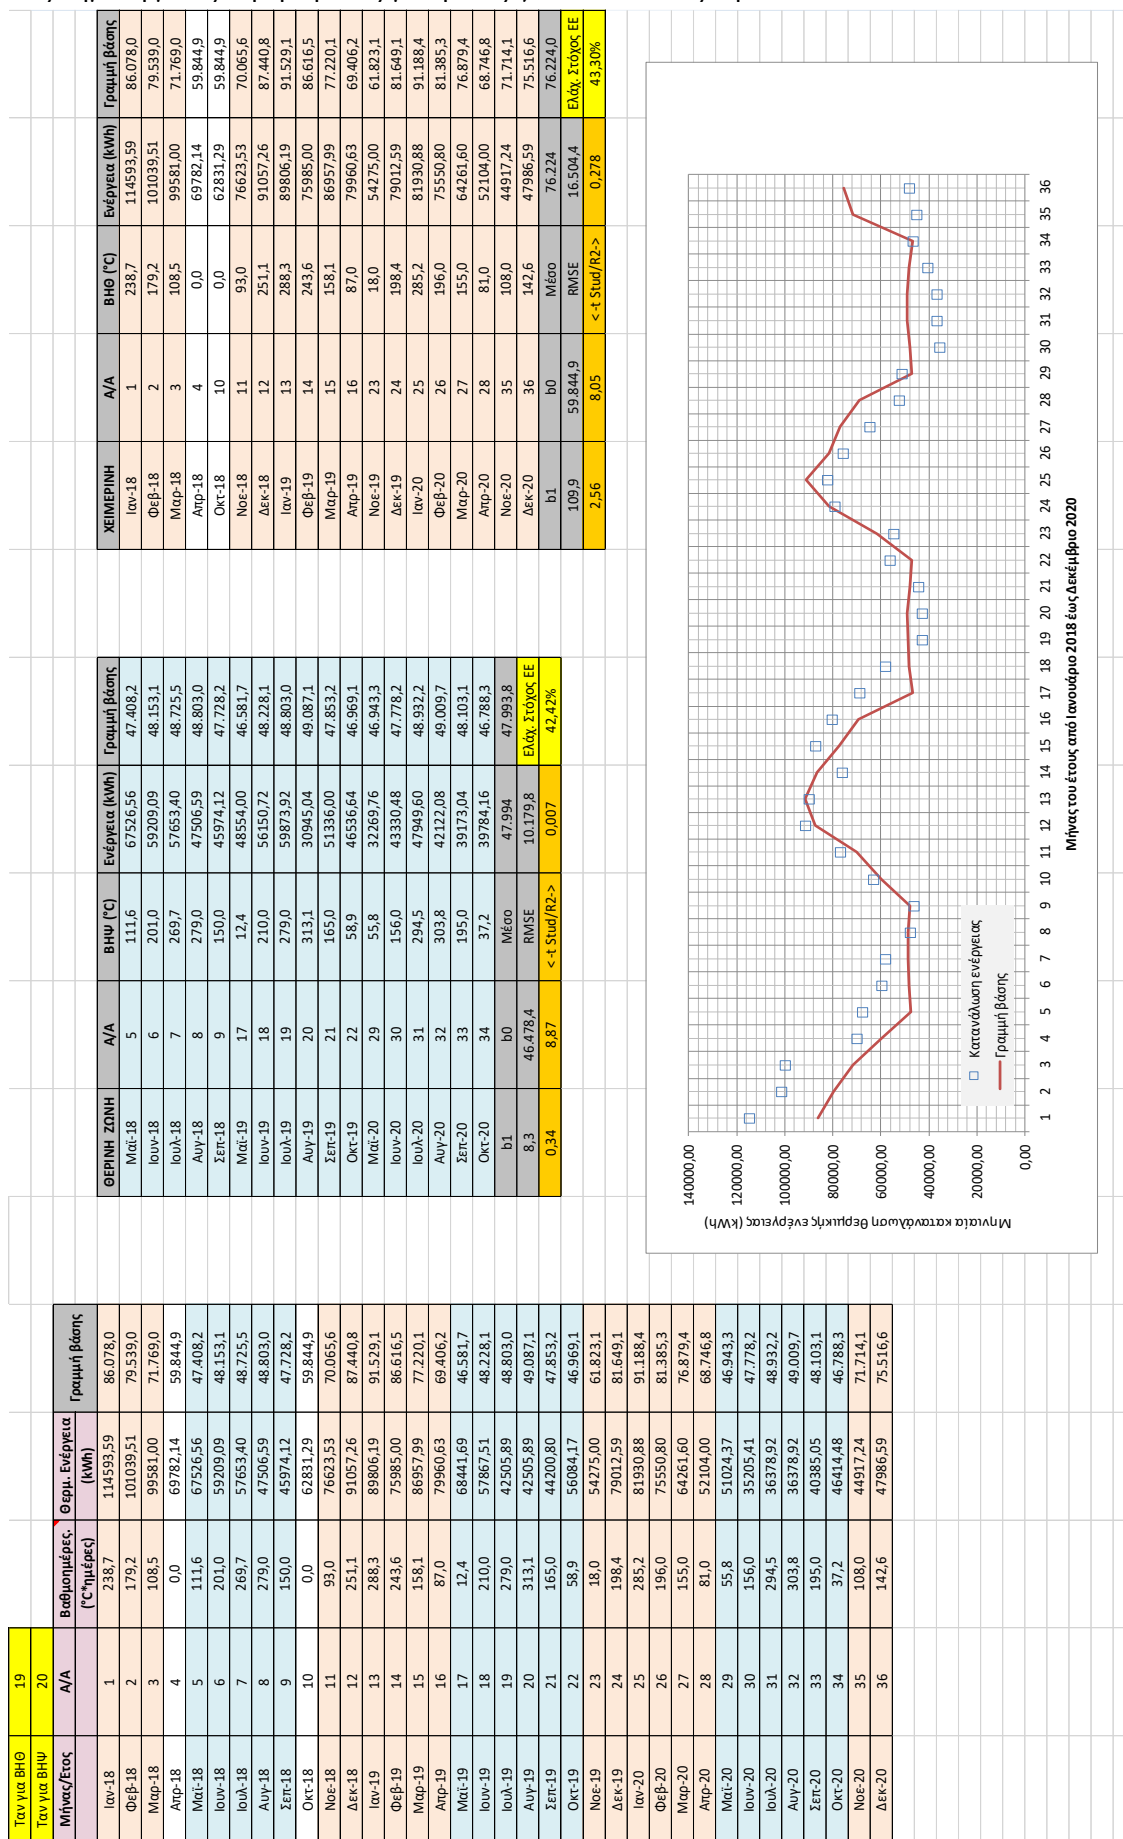 Ταν για ΒΗΘ 19
Ταν για ΒΗΨ 20
Μήνας/Ετος Α/Α Βαθμοημέρες. (°C*ημέρες) Θερμ. Ενέργεια (kWh) Γραμμή βάσης
Ιαν-18 1 238,7 114593,59 86.078,0
Φεβ-18 2 179,2 101039,51 79.539,0
Μαρ-18 3 108,5 99581,00 71.769,0
Απρ-18 4 0,0 69782,14 59.844,9
Μαϊ-18 5 111,6 67526,56 47.408,2
Ιουν-18 6 201,0 59209,09 48.153,1
Ιουλ-18 7 269,7 57653,40 48.725,5
Αυγ-18 8 279,0 47506,59 48.803,0
Σεπ-18 9 150,0 45974,12 47.728,2
Οκτ-18 10 0,0 62831,29 59.844,9
Νοε-18 11 93,0 76623,53 70.065,6
Δεκ-18 12 251,1 91057,26 87.440,8
Ιαν-19 13 288,3 89806,19 91.529,1
Φεβ-19 14 243,6 75985,00 86.616,5
Μαρ-19 15 158,1 86957,99 77.220,1
Απρ-19 16 87,0 79960,63 69.406,2
Μαϊ-19 17 12,4 68441,69 46.581,7
Ιουν-19 18 210,0 57867,51 48.228,1
Ιουλ-19 19 279,0 42505,89 48.803,0
Αυγ-19 20 313,1 42505,89 49.087,1
Σεπ-19 21 165,0 44200,80 47.853,2
Οκτ-19 22 58,9 56084,17 46.969,1
Νοε-19 23 18,0 54275,00 61.823,1
Δεκ-19 24 198,4 79012,59 81.649,1
Ιαν-20 25 285,2 81930,88 91.188,4
Φεβ-20 26 196,0 75550,80 81.385,3
Μαρ-20 27 155,0 64261,60 76.879,4
Απρ-20 28 81,0 52104,00 68.746,8
Μαϊ-20 29 55,8 51024,37 46.943,3
Ιουν-20 30 156,0 35205,41 47.778,2
Ιουλ-20 31 294,5 36378,92 48.932,2
Αυγ-20 32 303,8 36378,92 49.009,7
Σεπ-20 33 195,0 40385,05 48.103,1
Οκτ-20 34 37,2 46414,48 46.788,3
Νοε-20 35 108,0 44917,24 71.714,1
Δεκ-20 36 142,6 47986,59 75.516,6
ΘΕΡΙΝΗ ΖΩΝΗ Α/Α ΒΗΨ (°C) Ενέργεια (kWh) Γραμμή βάσης
Μαϊ-18 5 111,6 67526,56 47.408,2
Ιουν-18 6 201,0 59209,09 48.153,1
Ιουλ-18 7 269,7 57653,40 48.725,5
Αυγ-18 8 279,0 47506,59 48.803,0
Σεπ-18 9 150,0 45974,12 47.728,2
Μαϊ-19 17 12,4 48554,00 46.581,7
Ιουν-19 18 210,0 56150,72 48.228,1
Ιουλ-19 19 279,0 59873,92 48.803,0
Αυγ-19 20 313,1 30945,04 49.087,1
Σεπ-19 21 165,0 51336,00 47.853,2
Οκτ-19 22 58,9 46536,64 46.969,1
Μαϊ-20 29 55,8 32269,76 46.943,3
Ιουν-20 30 156,0 43330,48 47.778,2
Ιουλ-20 31 294,5 47949,60 48.932,2
Αυγ-20 32 303,8 42122,08 49.009,7
Σεπ-20 33 195,0 39173,04 48.103,1
Οκτ-20 34 37,2 39784,16 46.788,3
b1 b0 Μέσο 47.994 47.993,8
8,3 46.478,4 RMSE 10.179,8 Ελάχ. Στόχος ΕΕ
0,34 8,87 <-t Stud/R2-> 0,007 42,42%
ΧΕΙΜΕΡΙΝΗ Α/Α ΒΗΘ (°C) Ενέργεια (kWh) Γραμμή βάσης
Ιαν-18 1 238,7 114593,59 86.078,0
Φεβ-18 2 179,2 101039,51 79.539,0
Μαρ-18 3 108,5 99581,00 71.769,0
Απρ-18 4 0,0 69782,14 59.844,9
Οκτ-18 10 0,0 62831,29 59.844,9
Νοε-18 11 93,0 76623,53 70.065,6
Δεκ-18 12 251,1 91057,26 87.440,8
Ιαν-19 13 288,3 89806,19 91.529,1
Φεβ-19 14 243,6 75985,00 86.616,5
Μαρ-19 15 158,1 86957,99 77.220,1
Απρ-19 16 87,0 79960,63 69.406,2
Νοε-19 23 18,0 54275,00 61.823,1
Δεκ-19 24 198,4 79012,59 81.649,1
Ιαν-20 25 285,2 81930,88 91.188,4
Φεβ-20 26 196,0 75550,80 81.385,3
Μαρ-20 27 155,0 64261,60 76.879,4
Απρ-20 28 81,0 52104,00 68.746,8
Νοε-20 35 108,0 44917,24 71.714,1
Δεκ-20 36 142,6 47986,59 75.516,6
b1 b0 Μέσο 76.224 76.224,0
109,9 59.844,9 RMSE 16.504,4 Ελάχ. Στόχος ΕΕ
2,56 8,05 <-t Stud/R2-> 0,278 43,30%
Μηνιαία κατανάλωση θερμικής ενέργειας (kWh)
140000,00
120000,00
100000,00
80000,00
60000,00
40000,00
20000,00
0,00
Κατανάλωση ενέργειας
Γραμμή βάσης
1 2 3 4 5 6 7 8 9 10 11 12 13 14 15 16 17 18 19 20 21 22 23 24 25 26 27 28 29 30 31 32 33 34 35 36
Μήνας του έτους από Ιανουάριο 2018 έως Δεκέμβριο 2020